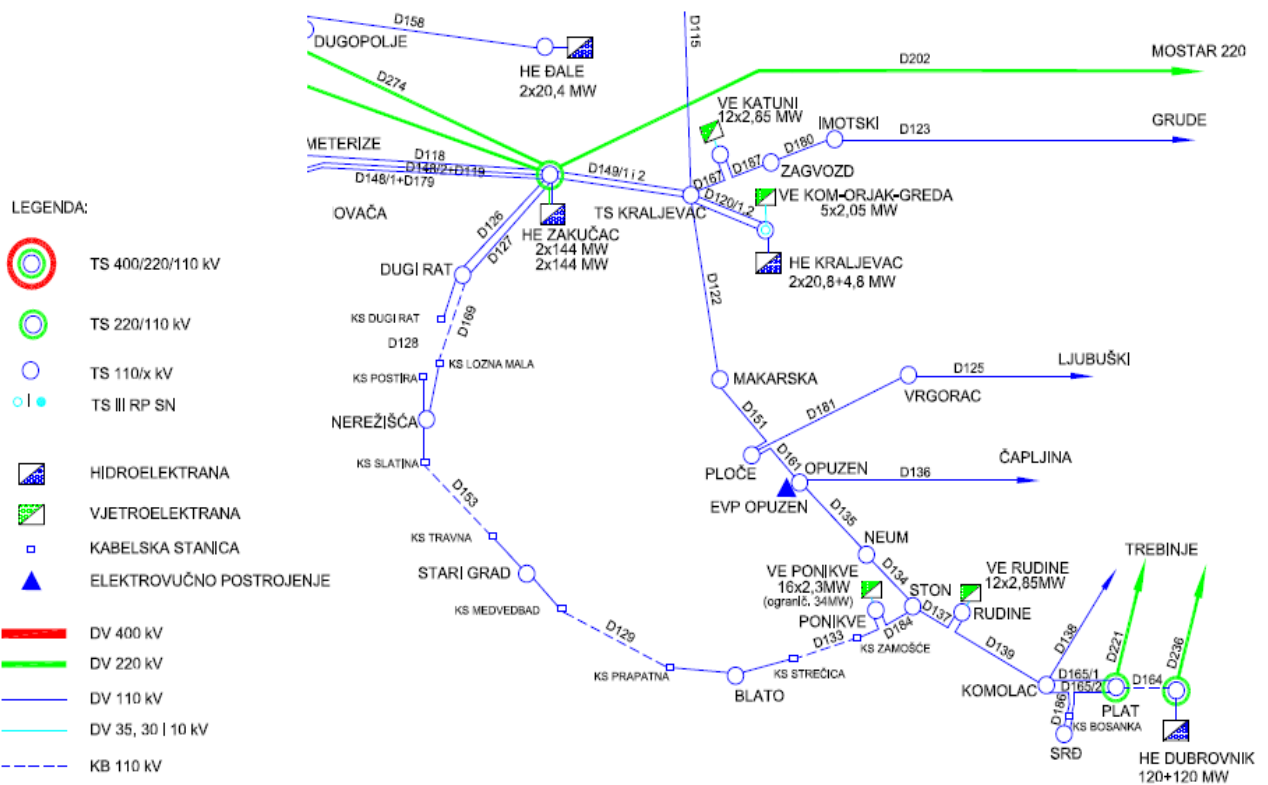 D158
DUGOPOLJE
HE ĐALE
2x20,4 MW
D115
D202
MOSTAR 220
D274
VE KATUNI
12x2,85 MW
IMOTSKI
D123
GRUDE
METERIZE
D118
D148/2+D119
D148/1+D179
D149/1 i 2
D167
D187
D180
ZAGVOZD
D120/1,2
VE KOM-ORJAK-GREDA
5x2,05 MW
OVAČA
TS KRALJEVAC
HE ZAKUČAC
2x144 MW
2x144 MW
D126
D127
HE KRALJEVAC
2x20,8+4,8 MW
DUGI RAT
D122
KS DUGI RAT
D169
D128
KS LOZNA MALA
KS POSTIRA
NEREŽIŠĆA
KS SLATINA
D153
KS TRAVNA
STARI GRAD
KS MEDVEDBAD
D129
KS PRAPATNA
BLATO
KS STREČICA
D133
KS ZAMOŠĆE
MAKARSKA
D151
D181
D125
LJUBUŠKI
VRGORAC
PLOČE
D161
OPUZEN
D136
ČAPLJINA
EVP OPUZEN
D135
NEUM
D134
VE PONIKVE
16x2,3MW
(ogranič. 34MW)
PONIKVE
D184
STON
D137
VE RUDINE
12x2,85MW
RUDINE
D139
TREBINJE
D138
D221
D236
KOMOLAC
D165/1
D165/2
D164
PLAT
D186
KS BOSANKA
SRĐ
HE DUBROVNIK
120+120 MW
LEGENDA:
TS 400/220/110 kV
TS 220/110 kV
TS 110/x kV
TS III RP SN
HIDROELEKTRANA
VJETROELEKTRANA
KABELSKA STANICA
ELEKTROVUČNO POSTROJENJE
DV 400 kV
DV 220 kV
DV 110 kV
DV 35, 30 I 10 kV
KB 110 kV